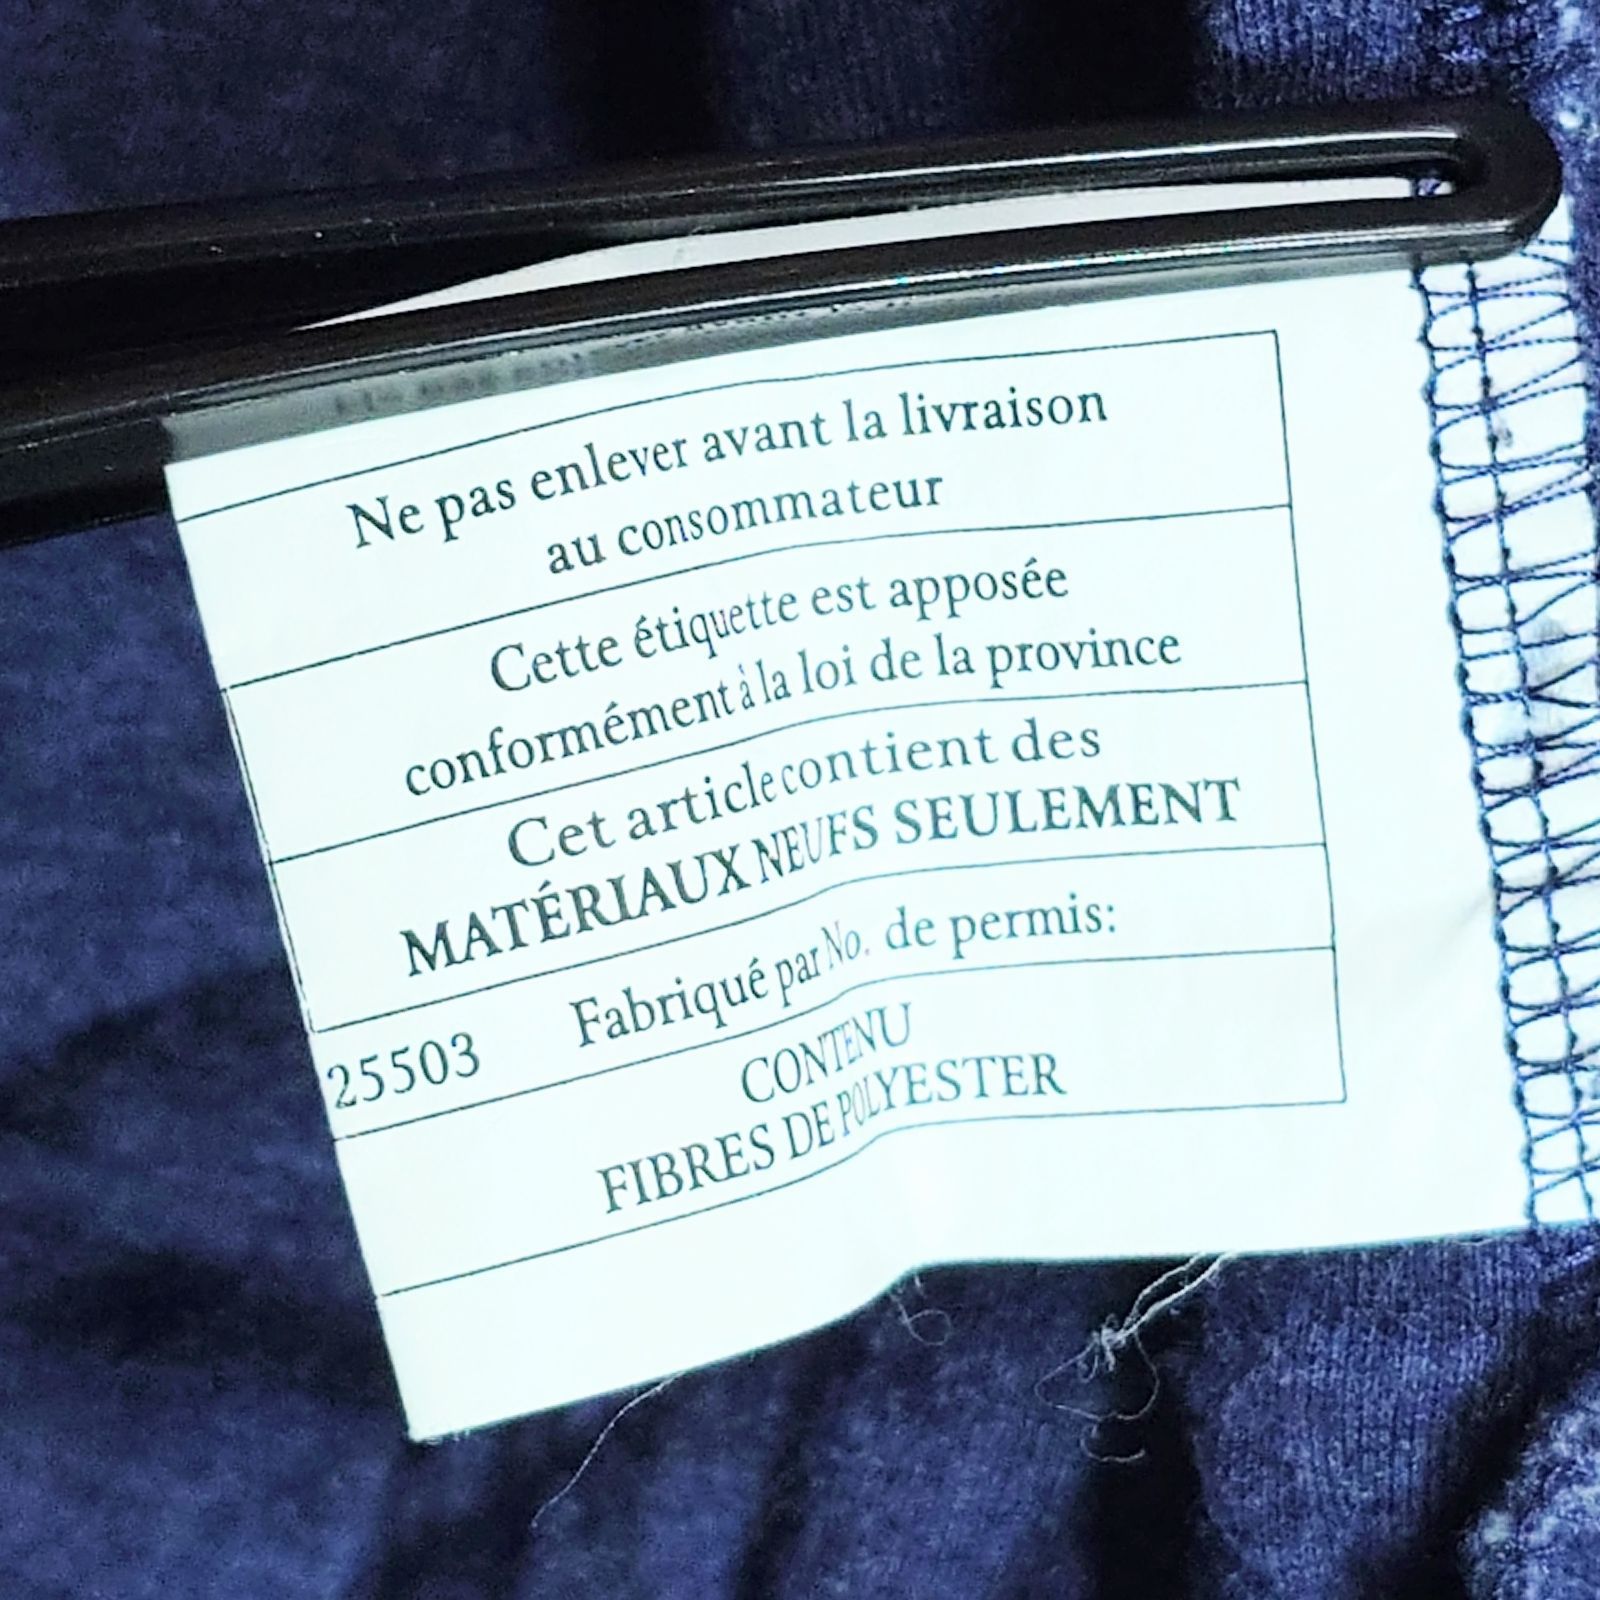 Ne pas enlever avant la livraison
au consommateur
Cette étiquette est apposée
conformément à la loi de la province
Cet article contient des
MATÉRIAUX NEUFS SEULEMENT
Fabriqué par No. de permis:
25503
CONTENU
FIBRES DE POLYESTER